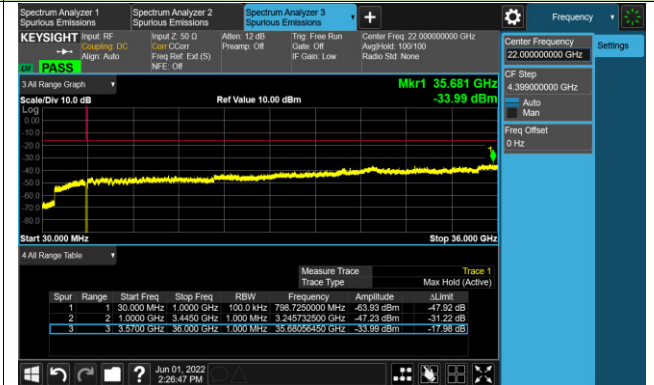 Spectrum Analyzer 1
Spurious Emissions
Spectrum Analyzer 2
Spurious Emissions
Spectrum Analyzer 3
Spurious Emissions
Frequency
KEYSIGHT
Input: RF
Coupling: DC
Align: Auto
Input Z: 50 Ω
Corr CCorr
Freq Ref: Ext (S)
NFE: Off
Atten: 12 dB
Preamp: Off
Trig: Free Run
Gate: Off
IF Gain: Low
Center Freq: 22.000000000 GHz
Avg|Hold: 100/100
Radio Std: None
PASS
Center Frequency
22.000000000 GHz
Settings
CF Step
4.399000000 GHz
Auto
Man
Freq Offset
0 Hz
3 All Range Graph
Mkr1 35.681 GHz
Scale/Div 10.0 dB
Ref Value 10.00 dBm
-33.99 dBm
Log
0.00
-10.0
-20.0
-30.0
-40.0
-50.0
-60.0
-70.0
-80.0
1
Start 30.000 MHz
Stop 36.000 GHz
4 All Range Table
Measure Trace Trace 1
Trace Type Max Hold (Active)
Spur Range Start Freq Stop Freq RBW Frequency Amplitude ΔLimit
1 1 30.000 MHz 1.0000 GHz 100.0 kHz 798.7250000 MHz -63.93 dBm -47.92 dB
2 2 1.0000 GHz 3.4450 GHz 1.000 MHz 3.245732500 GHz -47.23 dBm -31.22 dB
3 3 3.5700 GHz 36.000 GHz 1.000 MHz 35.68056450 GHz -33.99 dBm -17.98 dB
Jun 01, 2022
2:26:47 PM